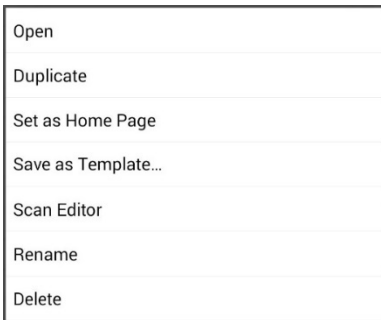 Open
Duplicate
Set as Home Page
Save as Template...
Scan Editor
Rename
Delete